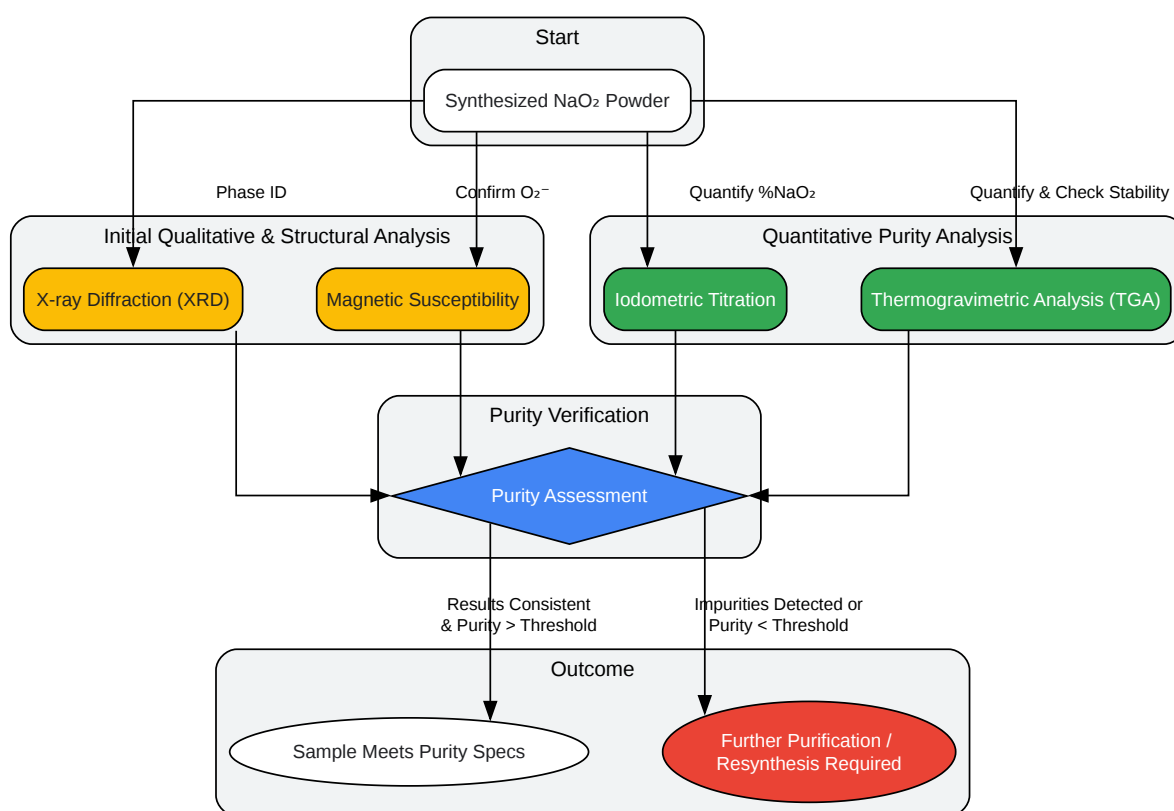 Start
Synthesized NaO₂ Powder
Phase ID
Confirm O₂⁻
Quantify %NaO₂
Quantify & Check Stability
Initial Qualitative & Structural Analysis
Quantitative Purity Analysis
X-ray Diffraction (XRD)
Magnetic Susceptibility
Iodometric Titration
Thermogravimetric Analysis (TGA)
Purity Verification
Purity Assessment
Results Consistent
& Purity > Threshold
Impurities Detected or
Purity < Threshold
Outcome
Sample Meets Purity Specs
Further Purification /
Resynthesis Required